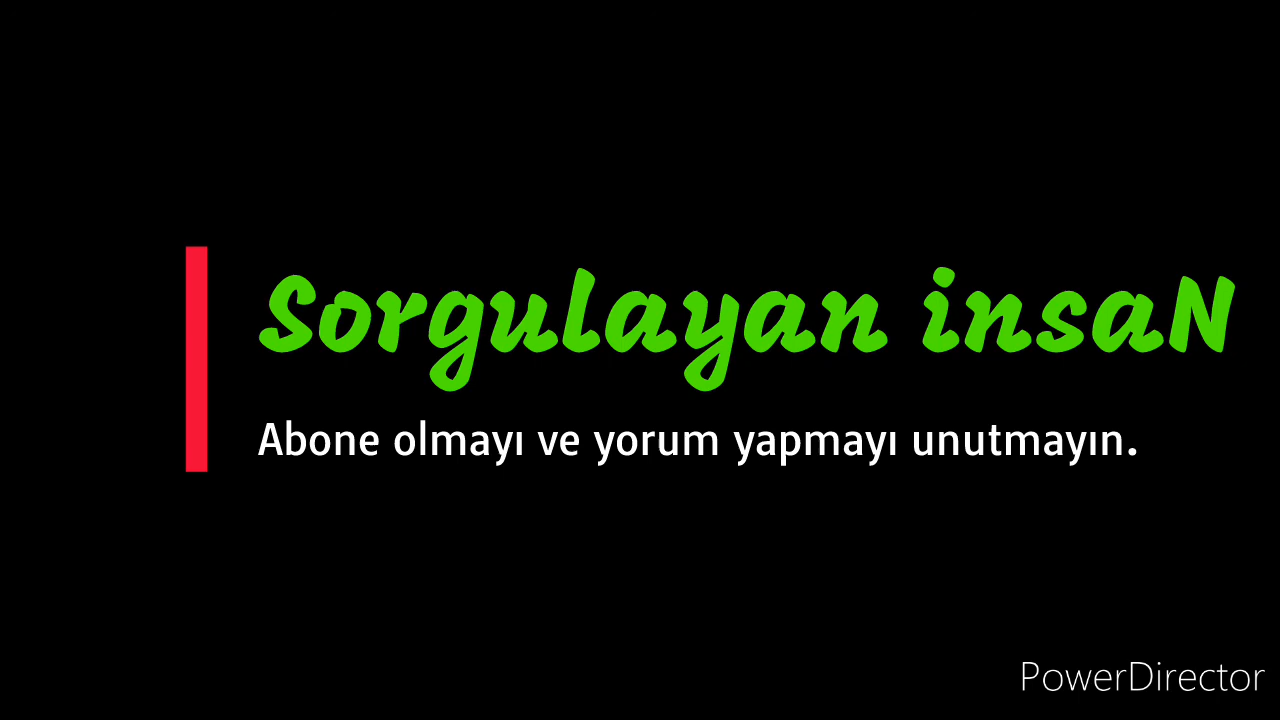 Sorgulayan insaN
Abone olmayı ve yorum yapmayı unutmayın.
PowerDirector